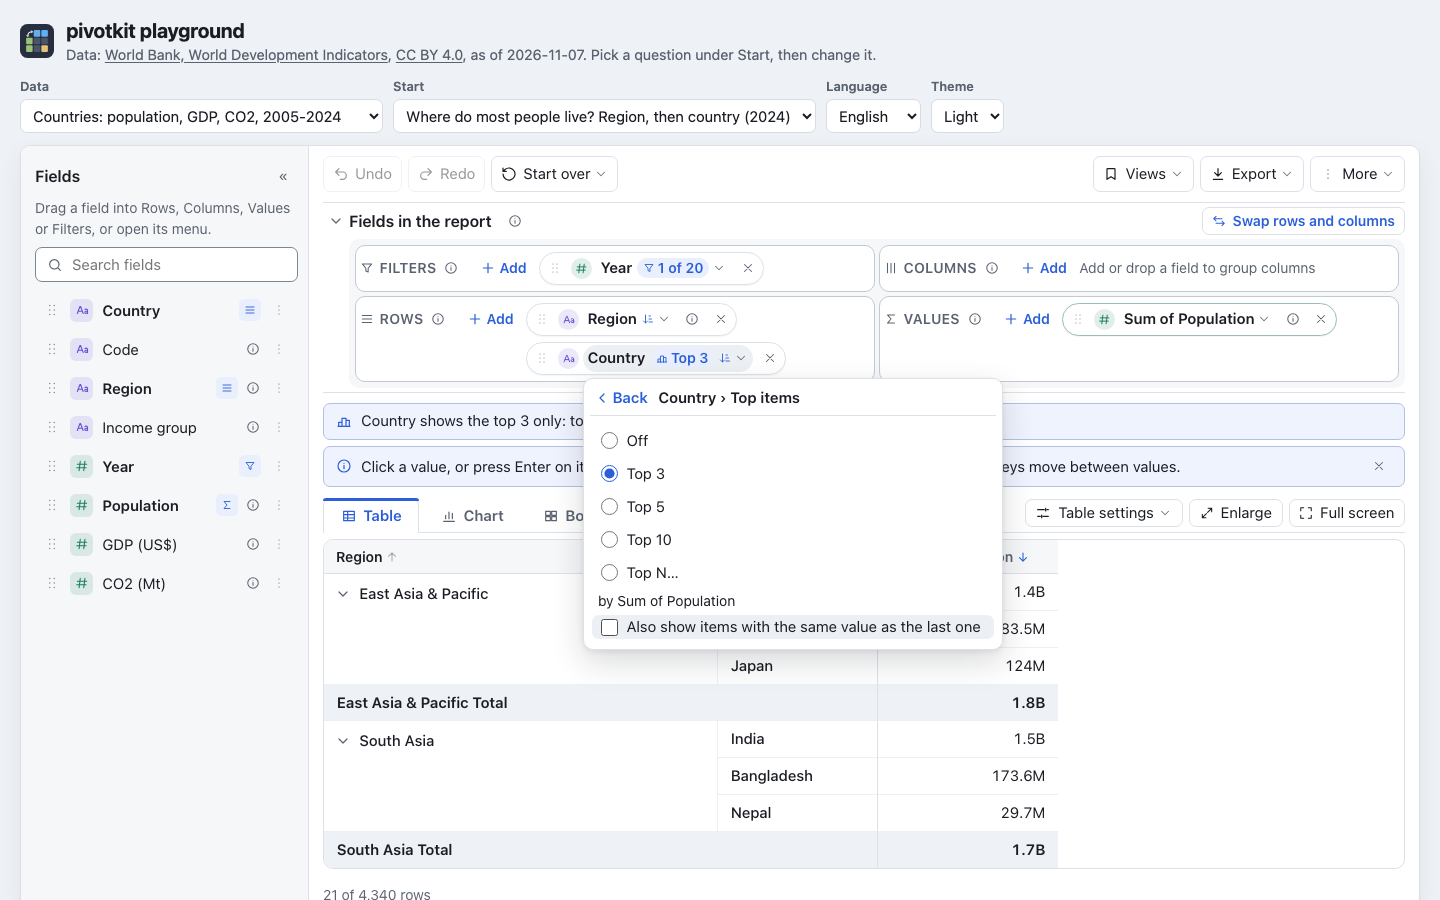 pivotkit playground
Data: World Bank, World Development Indicators, CC BY 4.0, as of 2026-11-07. Pick a question under Start, then change it.
Data
Start
Language
Theme
Countries: population, GDP, CO2, 2005-2024
Where do most people live? Region, then country (2024)
English
Light
Fields
«
Drag a field into Rows, Columns, Values
or Filters, or open its menu.
Search fields
Aa Country
Aa Code
Aa Region
Aa Income group
# Year
# Population Σ
# GDP (US$)
# CO2 (Mt)
Undo
Redo
Start over
Views
Export
More
Fields in the report
Swap rows and columns
FILTERS
+ Add
# Year 1 of 20
COLUMNS
+ Add
Add or drop a field to group columns
ROWS
+ Add
Aa Region
Aa Country Top 3
Σ VALUES
+ Add
# Sum of Population
Country shows the top 3 only: to
Click a value, or press Enter on it
eys move between values.
Back Country › Top items
Off
Top 3
Top 5
Top 10
Top N...
by Sum of Population
Also show items with the same value as the last one
Table
Chart
Bo
Table settings
Enlarge
Full screen
Region ↑
on ↓
East Asia & Pacific
1.4B
83.5M
Japan 124M
East Asia & Pacific Total 1.8B
South Asia India 1.5B
Bangladesh 173.6M
Nepal 29.7M
South Asia Total 1.7B
21 of 4,340 rows